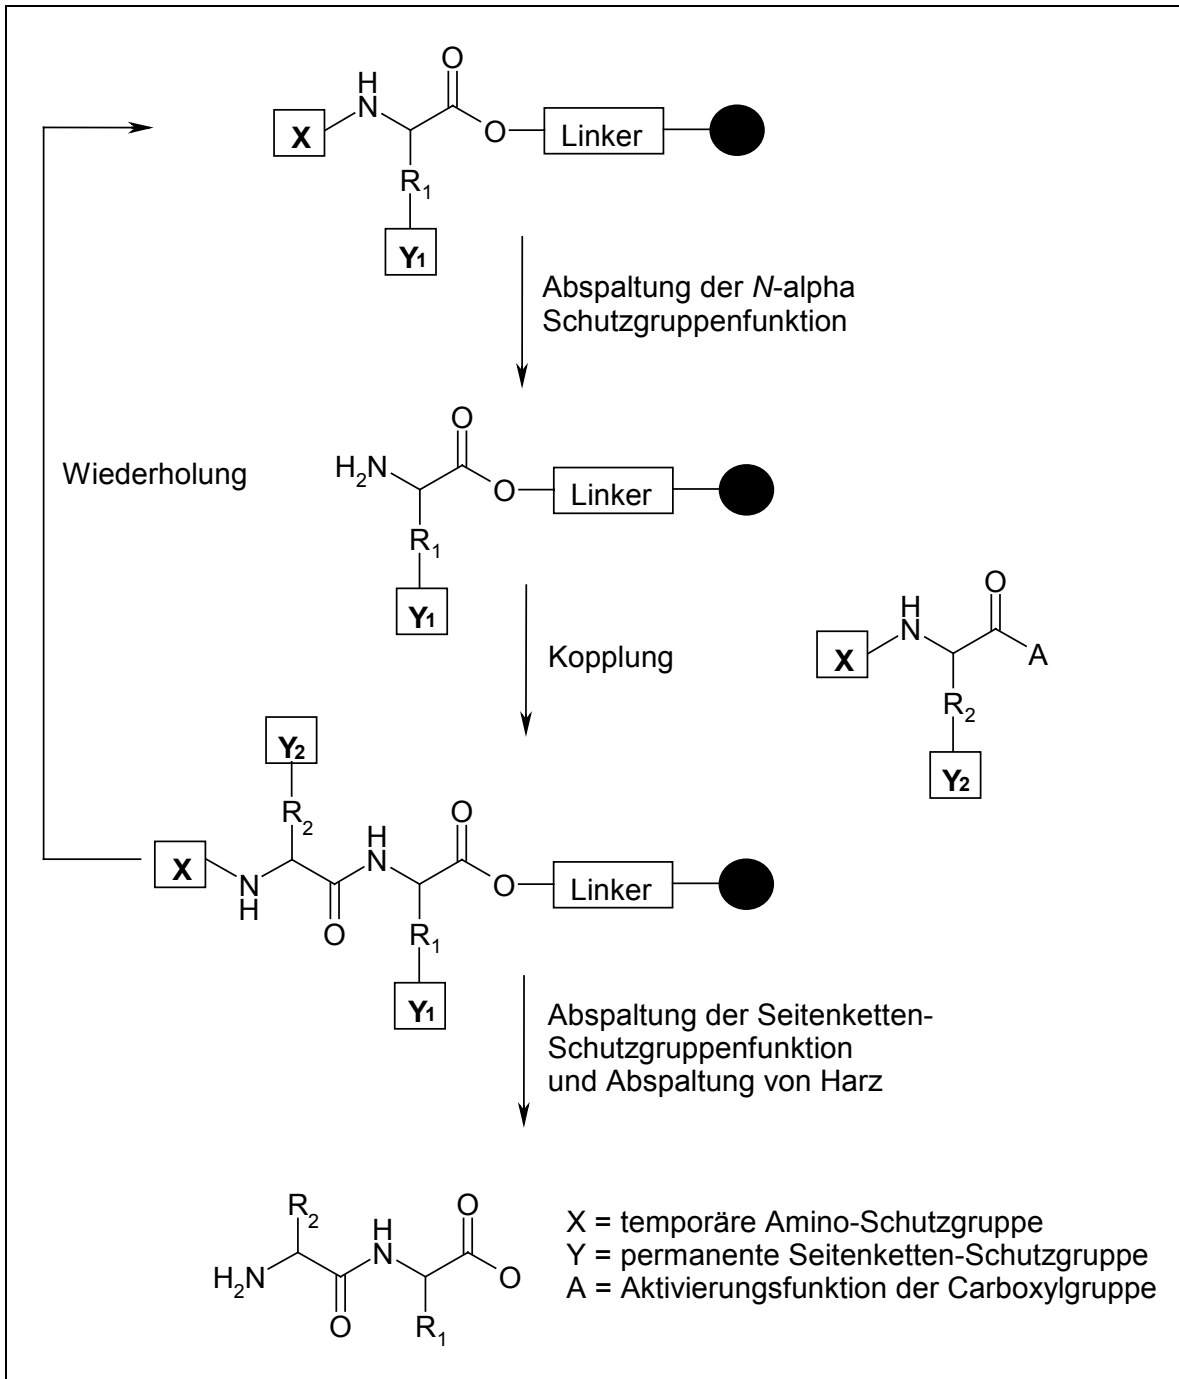 O
H
N
X
O
Linker
R1
Y1
Abspaltung der N-alpha
Schutzgruppenfunktion
Wiederholung
O
H2N
O
Linker
R1
Y1
Kopplung
O
H
N
X
A
R2
Y2
Y2
R2
H
N
O
X
N
H
O
O
Linker
R1
Y1
Abspaltung der Seitenketten-
Schutzgruppenfunktion
und Abspaltung von Harz
R2
H
N
O
H2N
O
O
R1
X = temporäre Amino-Schutzgruppe
Y = permanente Seitenketten-Schutzgruppe
A = Aktivierungsfunktion der Carboxylgruppe